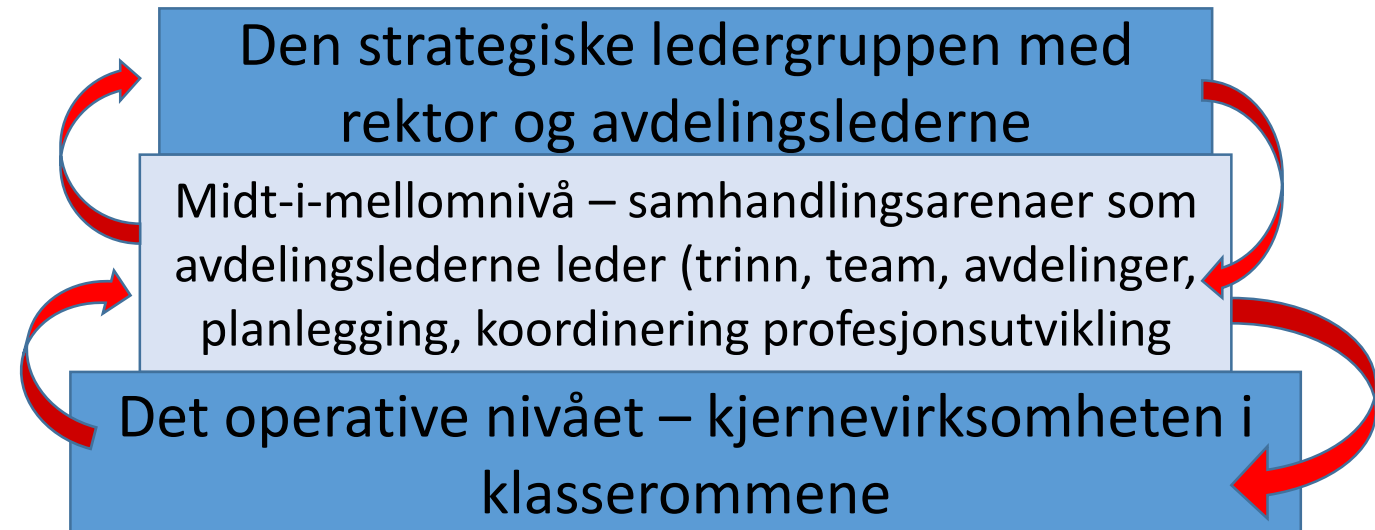 Den strategiske ledergruppen med
rektor og avdelingslederne
Midt-i-mellomnivå – samhandlingsarenaer som
avdelingslederne leder (trinn, team, avdelinger,
planlegging, koordinering profesjonsutvikling
Det operative nivået – kjernevirksomheten i
klasserommene